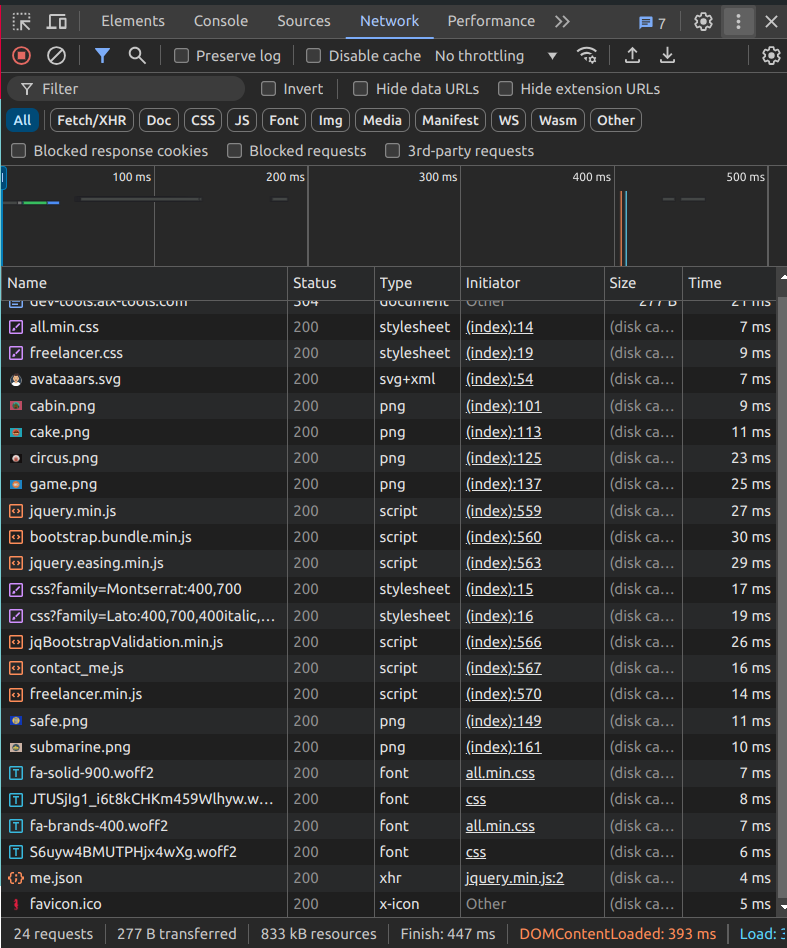 Elements Console Sources Network Performance 7
Preserve log Disable cache No throttling
Filter Invert Hide data URLs Hide extension URLs
All Fetch/XHR Doc CSS JS Font Img Media Manifest WS Wasm Other
Blocked response cookies Blocked requests 3rd-party requests
100 ms 200 ms 300 ms 400 ms 500 ms
Name Status Type Initiator Size Time
dev-tools.alx-tools.com 304 document Other 277 B 21 ms
all.min.css 200 stylesheet (index):14 (disk ca… 7 ms
freelancer.css 200 stylesheet (index):19 (disk ca… 9 ms
avataaars.svg 200 svg+xml (index):54 (disk ca… 7 ms
cabin.png 200 png (index):101 (disk ca… 9 ms
cake.png 200 png (index):113 (disk ca… 11 ms
circus.png 200 png (index):125 (disk ca… 23 ms
game.png 200 png (index):137 (disk ca… 25 ms
jquery.min.js 200 script (index):559 (disk ca… 27 ms
bootstrap.bundle.min.js 200 script (index):560 (disk ca… 30 ms
jquery.easing.min.js 200 script (index):563 (disk ca… 29 ms
css?family=Montserrat:400,700 200 stylesheet (index):15 (disk ca… 17 ms
css?family=Lato:400,700,400italic,… 200 stylesheet (index):16 (disk ca… 19 ms
jqBootstrapValidation.min.js 200 script (index):566 (disk ca… 26 ms
contact_me.js 200 script (index):567 (disk ca… 16 ms
freelancer.min.js 200 script (index):570 (disk ca… 14 ms
safe.png 200 png (index):149 (disk ca… 11 ms
submarine.png 200 png (index):161 (disk ca… 10 ms
fa-solid-900.woff2 200 font all.min.css (disk ca… 7 ms
JTUSjIg1_i6t8kCHKm459Wlhyw.w… 200 font css (disk ca… 8 ms
fa-brands-400.woff2 200 font all.min.css (disk ca… 7 ms
S6uyw4BMUTPHjx4wXg.woff2 200 font css (disk ca… 6 ms
me.json 200 xhr jquery.min.js:2 (disk ca… 4 ms
favicon.ico 200 x-icon Other (disk ca… 5 ms
24 requests 277 B transferred 833 kB resources Finish: 447 ms DOMContentLoaded: 393 ms Load: